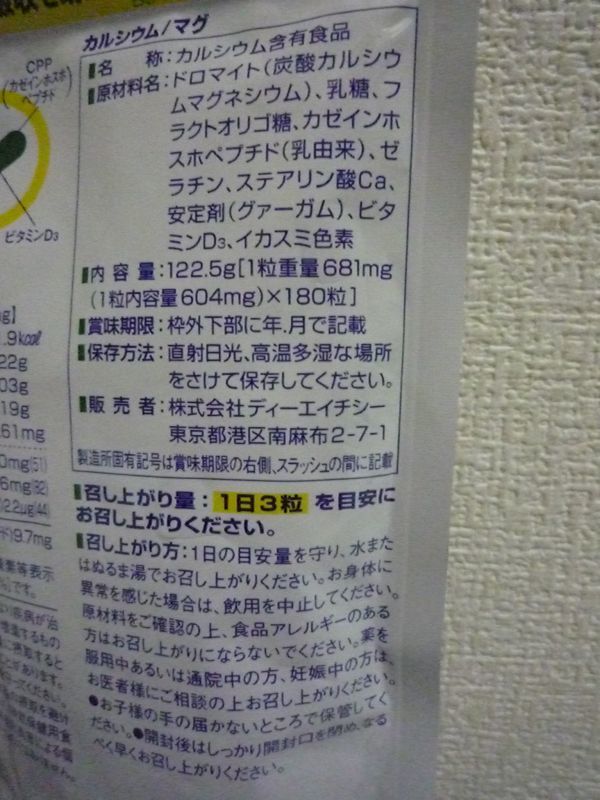 カルシウム/マグ
CPP
(カゼインホスホ
ペプチド)
ビタミンD₃
■名　　称:カルシウム含有食品
■原材料名:ドロマイト(炭酸カルシウ
ムマグネシウム)、乳糖、フ
ラクトオリゴ糖、カゼインホ
スホペプチド(乳由来)、ゼ
ラチン、ステアリン酸Ca、
安定剤(グァーガム)、ビタ
ミンD₃、イカスミ色素
■内 容 量:122.5g[1粒重量681mg
(1粒内容量604mg)×180粒]
■賞味期限:枠外下部に年.月で記載
■保存方法:直射日光、高温多湿な場所
をさけて保存してください。
■販 売 者:株式会社ディーエイチシー
東京都港区南麻布2-7-1
製造所固有記号は賞味期限の右側、スラッシュの間に記載
■召し上がり量:1日3粒 を目安に
お召し上がりください。
■召し上がり方:1日の目安量を守り、水また
はぬるま湯でお召し上がりください。お身体に
異常を感じた場合は、飲用を中止してください。
原材料をご確認の上、食品アレルギーのある
方はお召し上がりにならないでください。薬を
服用中あるいは通院中の方、妊娠中の方は、
お医者様にご相談の上お召し上がりください。
●お子様の手の届かないところで保管してく
ださい。●開封後はしっかり開封口を閉め、なる
べく早くお召し上がりください。